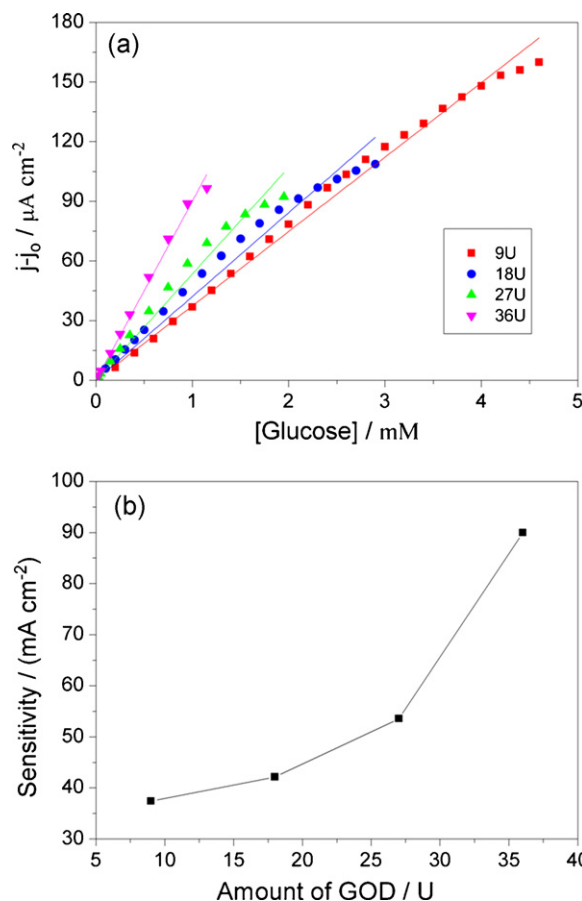 (a)
180
150
120
90
60
30
0
j-jo / μA cm-2
9U
18U
27U
36U
0 1 2 3 4 5
[Glucose] / mM
(b)
100
90
80
70
60
50
40
30
Sensitivity / (mA cm-2)
5 10 15 20 25 30 35 40
Amount of GOD / U